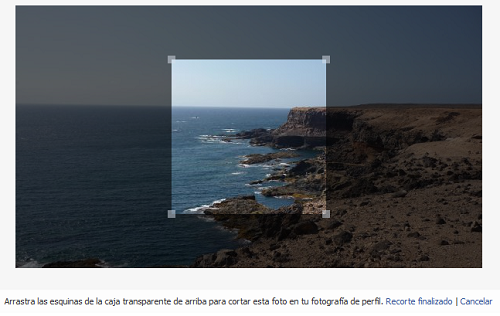 Arrastra las esquinas de la caja transparente de arriba para cortar esta foto en tu fotografía de perfil. Recorte finalizado | Cancelar